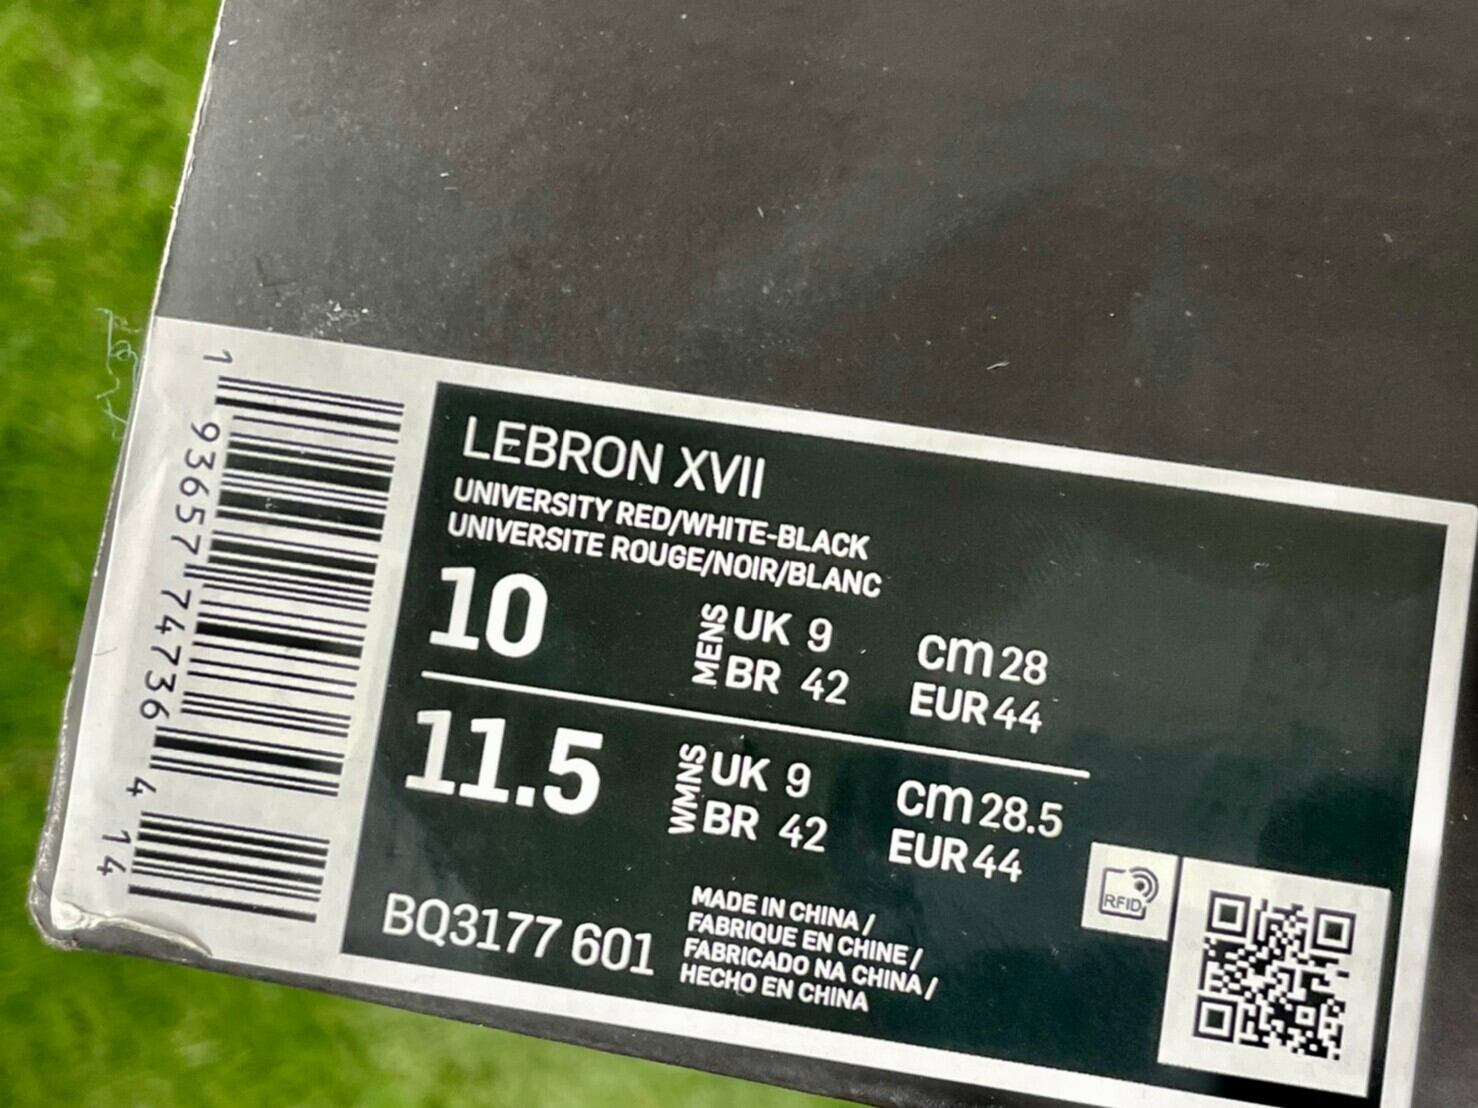 1 93657 74736 4 14
LEBRON XVII
UNIVERSITY RED/WHITE-BLACK
UNIVERSITE ROUGE/NOIR/BLANC
10
MENS
UK 9
cm 28
BR 42
EUR 44
11.5
WMNS
UK 9
cm 28.5
BR 42
EUR 44
BQ3177 601
MADE IN CHINA /
FABRIQUE EN CHINE /
FABRICADO NA CHINA /
HECHO EN CHINA
RFID